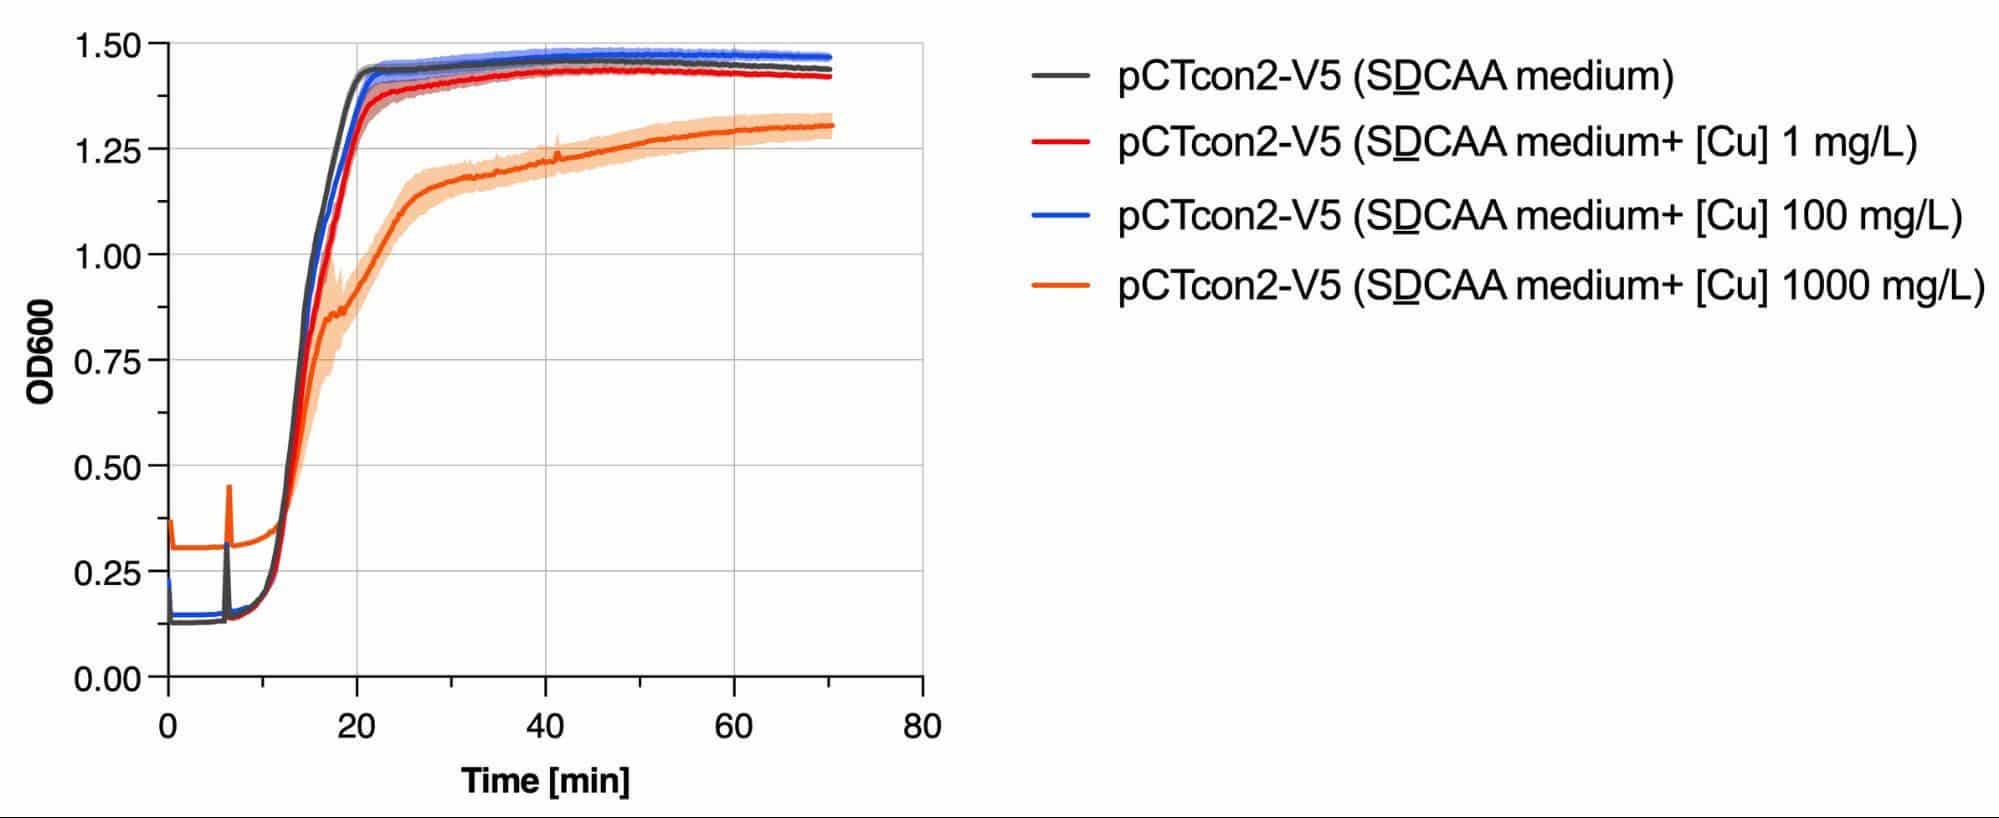 1.50
1.25
1.00
0.75
0.50
0.25
0.00
OD600
0 20 40 60 80
Time [min]
pCTcon2-V5 (SDCAA medium)
pCTcon2-V5 (SDCAA medium+ [Cu] 1 mg/L)
pCTcon2-V5 (SDCAA medium+ [Cu] 100 mg/L)
pCTcon2-V5 (SDCAA medium+ [Cu] 1000 mg/L)